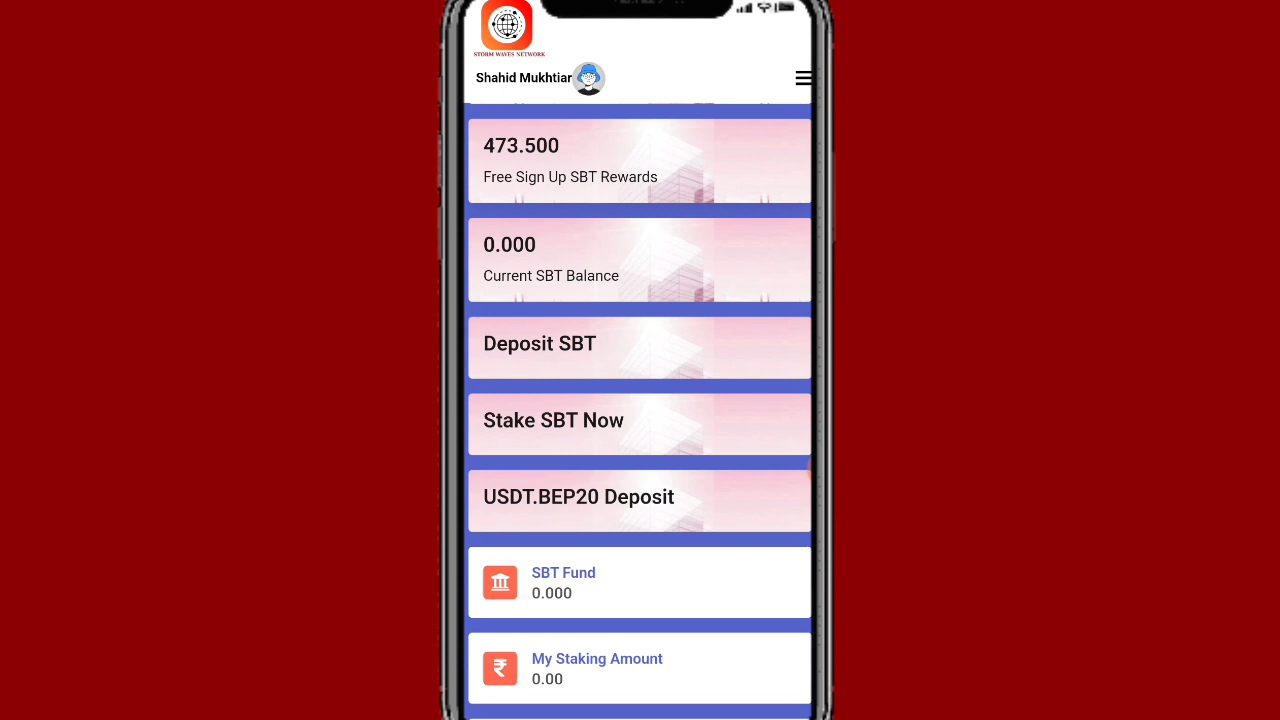 STORM WAVES NETWORK
Shahid Mukhtiar
473.500
Free Sign Up SBT Rewards
0.000
Current SBT Balance
Deposit SBT
Stake SBT Now
USDT.BEP20 Deposit
SBT Fund
0.000
My Staking Amount
0.00